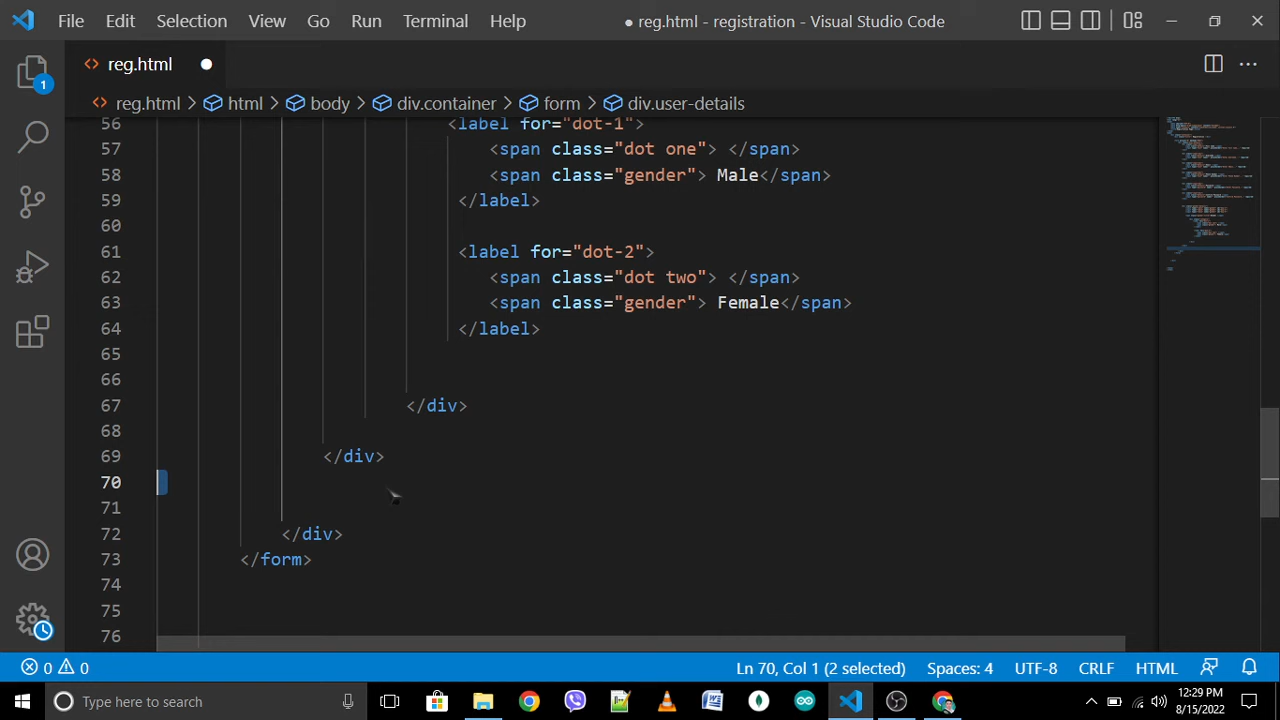 File Edit Selection View Go Run Terminal Help ● reg.html - registration - Visual Studio Code
<> reg.html ●
<> reg.html > html > body > div.container > form > div.user-details
56 <label for="dot-1">
57 <span class="dot one"> </span>
58 <span class="gender"> Male</span>
59 </label>
60
61 <label for="dot-2">
62 <span class="dot two"> </span>
63 <span class="gender"> Female</span>
64 </label>
65
66
67 </div>
68
69 </div>
70
71
72 </div>
73 </form>
74
75
76
1
0 0 Ln 70, Col 1 (2 selected) Spaces: 4 UTF-8 CRLF HTML
Type here to search
12:29 PM
8/15/2022